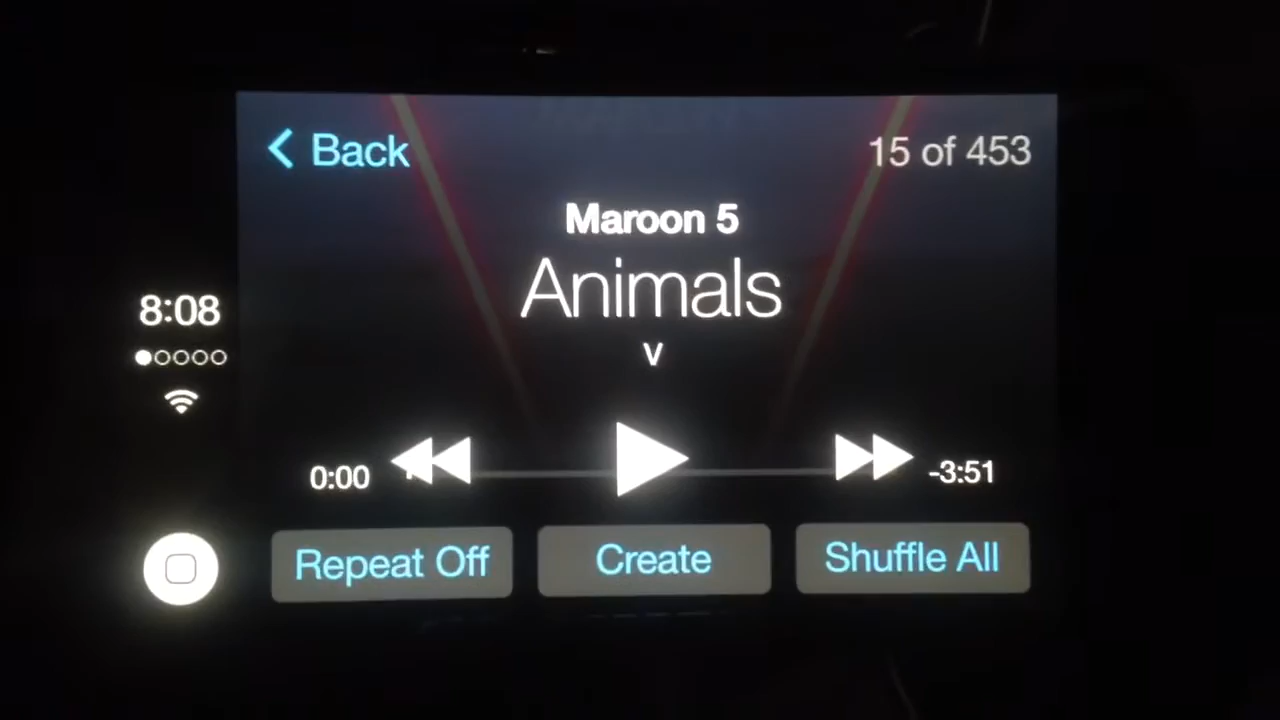 Back
15 of 453
Maroon 5
Animals
V
8:08
0:00
-3:51
Repeat Off
Create
Shuffle All